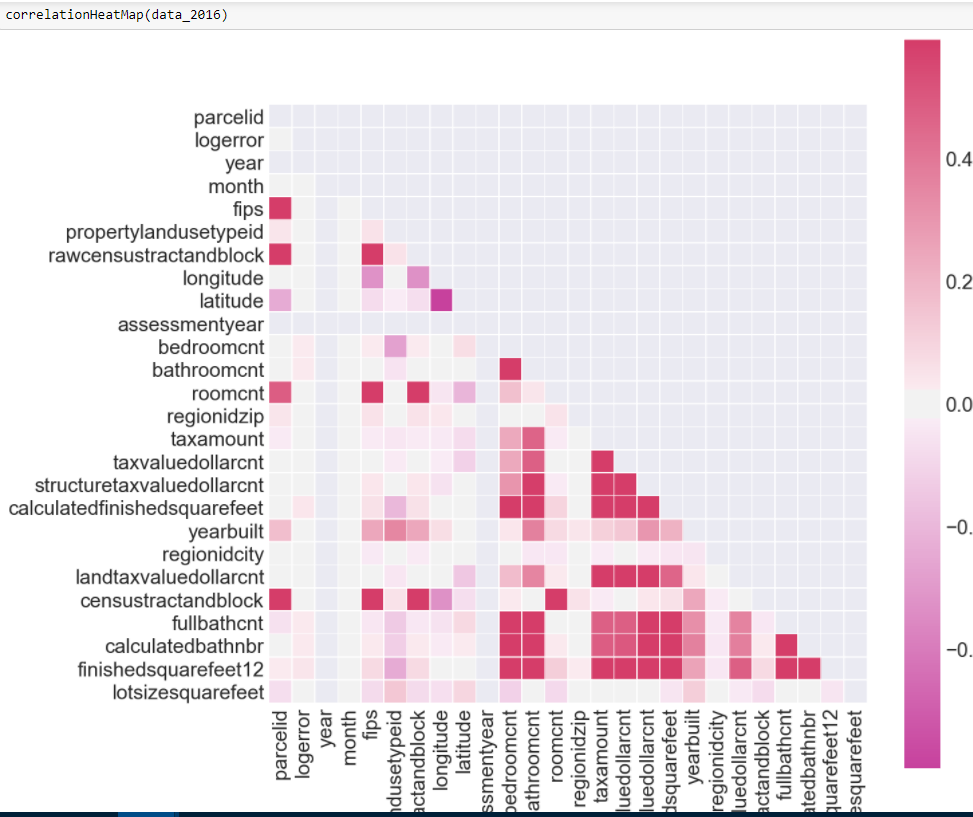 correlationHeatMap(data_2016)
parcelid
logerror
year
month
fips
propertylandusetypeid
rawcensustractandblock
longitude
latitude
assessmentyear
bedroomcnt
bathroomcnt
roomcnt
regionidzip
taxamount
taxvaluedollarcnt
structuretaxvaluedollarcnt
calculatedfinishedsquarefeet
yearbuilt
regionidcity
landtaxvaluedollarcnt
censustractandblock
fullbathcnt
calculatedbathnbr
finishedsquarefeet12
lotsizesquarefeet
parcelid
logerror
year
month
fips
ndusetypeid
actandblock
longitude
latitude
ssmentyear
bedroomcnt
athroomcnt
roomcnt
regionidzip
taxamount
luedollarcnt
luedollarcnt
dsquarefeet
yearbuilt
regionidcity
luedollarcnt
actandblock
fullbathcnt
atedbathnbr
quarefeet12
esquarefeet
0.4
0.2
0.0
−0.
−0.